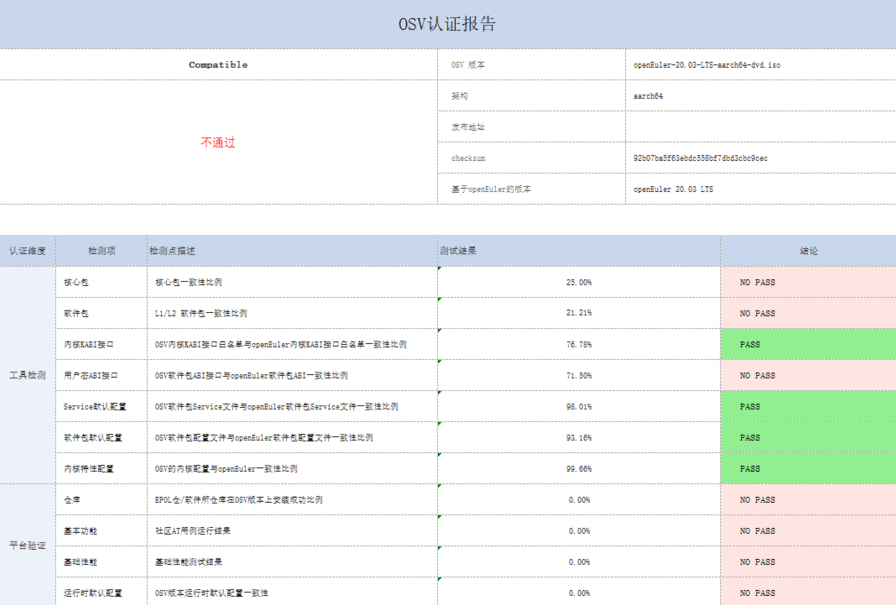 OSV认证报告
Compatible
OSV 版本 openEuler-20.03-LTS-aarch64-dvd.iso
架构 aarch64
发布地址
不通过
checksum 92b07ba5f63ebdc558bf7dbd3cbc9cec
基于openEuler的版本 openEuler 20.03 LTS
认证维度 检测项 检测点描述 测试结果 结论
核心包 核心包一致性比例 25.00% NO PASS
软件包 L1/L2 软件包一致性比例 21.21% NO PASS
内核KABI接口 OSV内核KABI接口白名单与openEuler内核KABI接口白名单一致性比例 76.78% PASS
工具检测 用户态ABI接口 OSV软件包ABI接口与openEuler软件包ABI一致性比例 71.50% NO PASS
Service默认配置 OSV软件包Service文件与openEuler软件包Service文件一致性比例 98.01% PASS
软件包默认配置 OSV软件包配置文件与openEuler软件包配置文件一致性比例 93.16% PASS
内核特性配置 OSV的内核配置与openEuler一致性比例 99.66% PASS
仓库 EPOL仓/软件所仓库在OSV版本上安装成功比例 0.00% NO PASS
基本功能 社区AT用例运行结果 0.00% NO PASS
平台验证
基础性能 基础性能测试结果 0.00% NO PASS
运行时默认配置 OSV版本运行时默认配置一致性 0.00% NO PASS